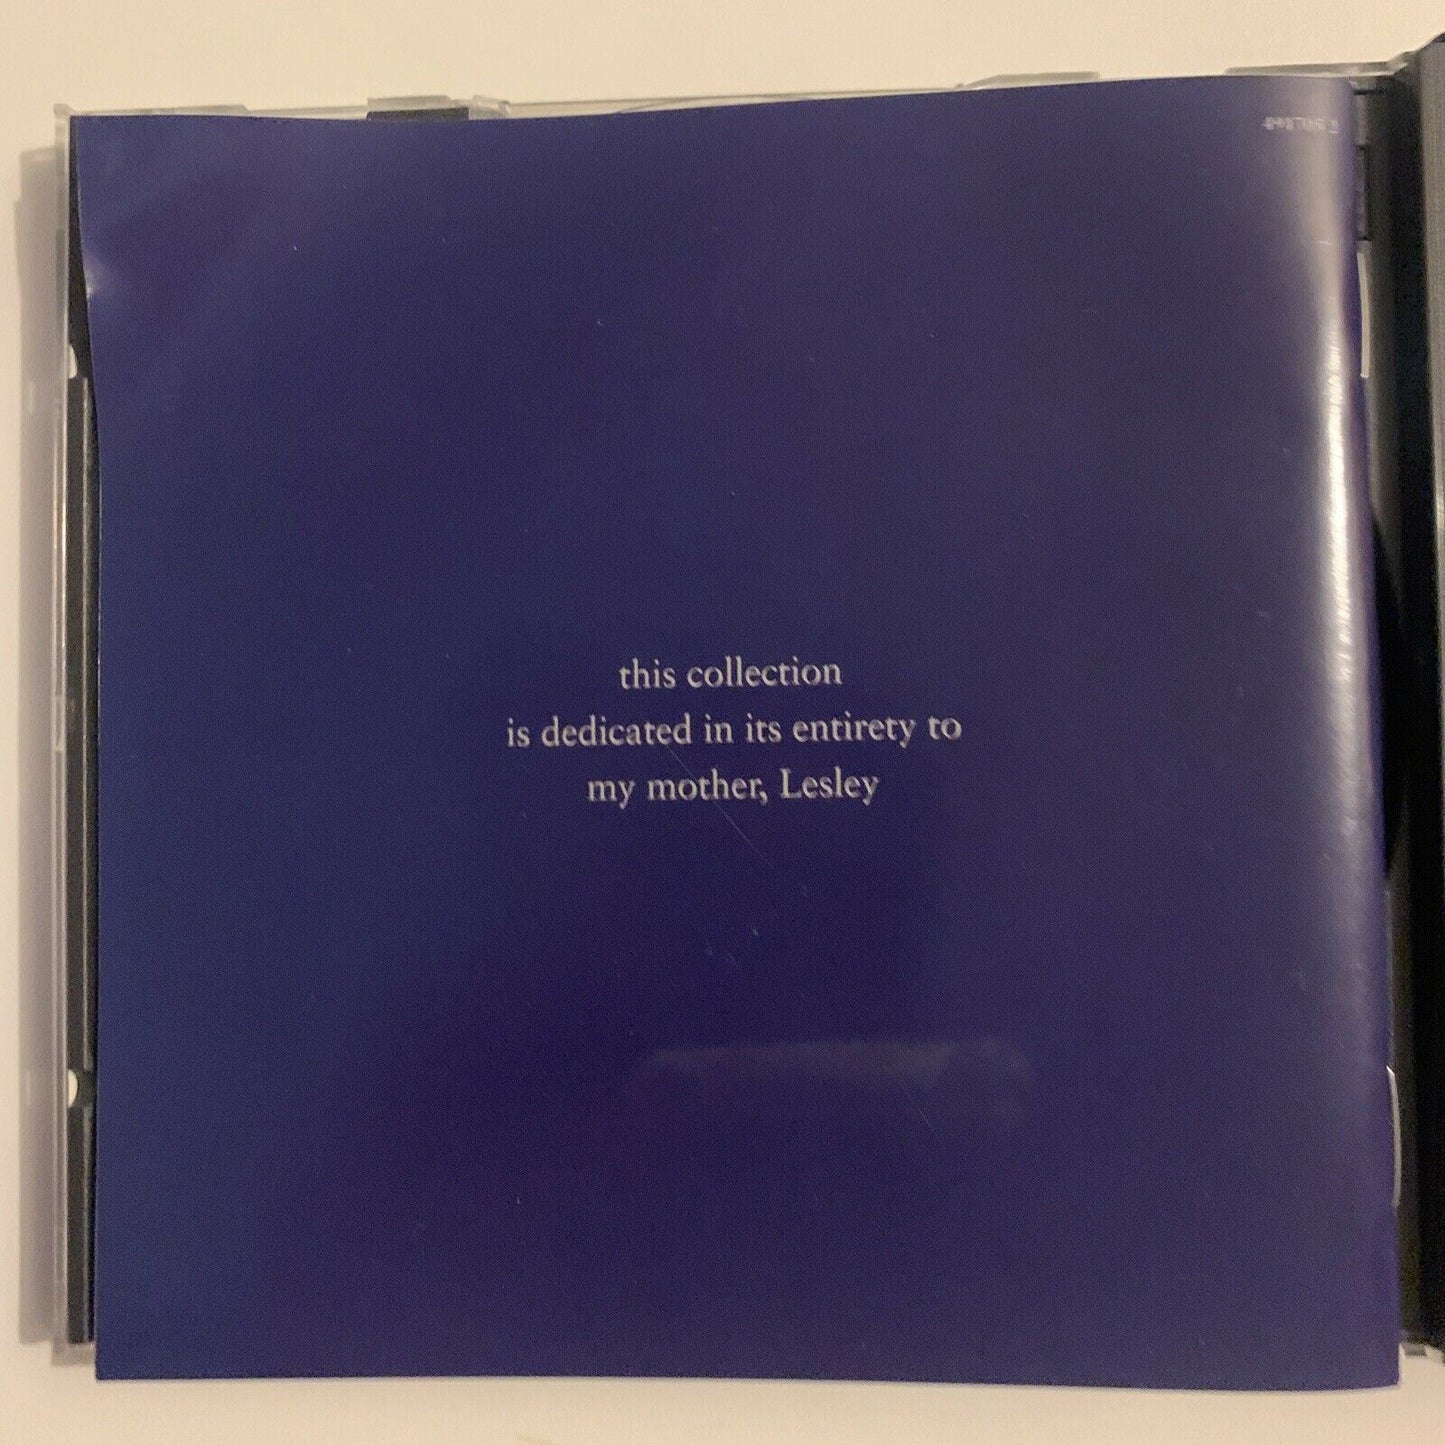 this collection
is dedicated in its entirety to
my mother, Lesley